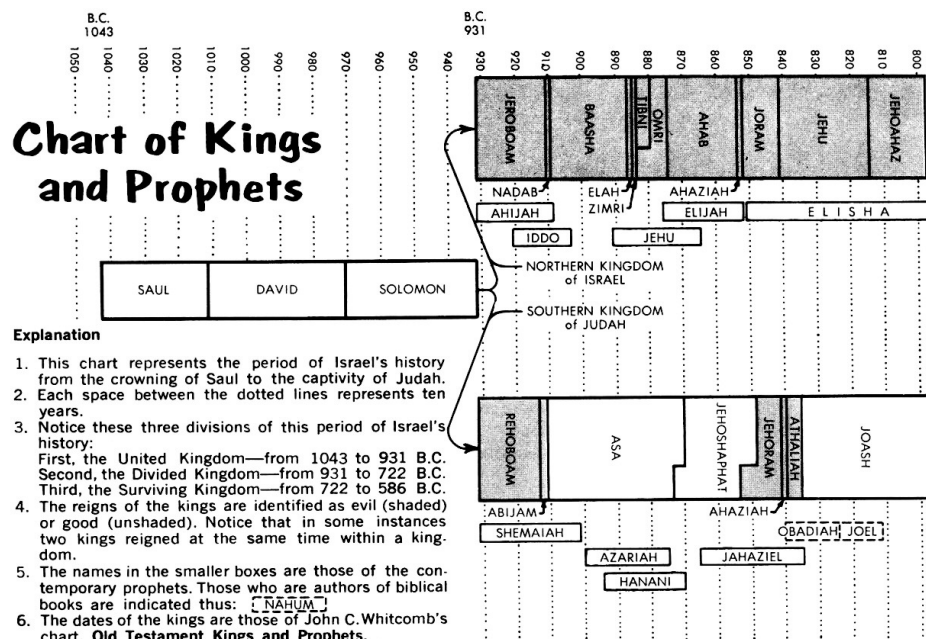 B.C.
1043
B.C.
931
1050
1040
1030
1020
1010
1000
990
980
970
960
950
940
930
920
910
900
890
880
870
860
850
840
830
820
810
800
Chart of Kings
and Prophets
JEROBOAM
BAASHA
TIBNI
OMRI
AHAB
JORAM
JEHU
JEHOAHAZ
NADAB
ELAH
ZIMRI
AHAZIAH
AHIJAH
ELIJAH
ELISHA
IDDO
JEHU
NORTHERN KINGDOM
of ISRAEL
SAUL
DAVID
SOLOMON
SOUTHERN KINGDOM
of JUDAH
Explanation
1. This chart represents the period of Israel's history
from the crowning of Saul to the captivity of Judah.
2. Each space between the dotted lines represents ten
years.
3. Notice these three divisions of this period of Israel's
history:
First, the United Kingdom—from 1043 to 931 B.C.
Second, the Divided Kingdom—from 931 to 722 B.C.
Third, the Surviving Kingdom—from 722 to 586 B.C.
4. The reigns of the kings are identified as evil (shaded)
or good (unshaded). Notice that in some instances
two kings reigned at the same time within a king-
dom.
5. The names in the smaller boxes are those of the con-
temporary prophets. Those who are authors of biblical
books are indicated thus: NAHUM
6. The dates of the kings are those of John C. Whitcomb's
chart, Old Testament Kings and Prophets.
REHOBOAM
ASA
JEHOSHAPHAT
JEHORAM
ATHALIAH
JOASH
ABIJAM
AHAZIAH
SHEMAIAH
OBADIAH
JOEL
AZARIAH
JAHAZIEL
HANANI